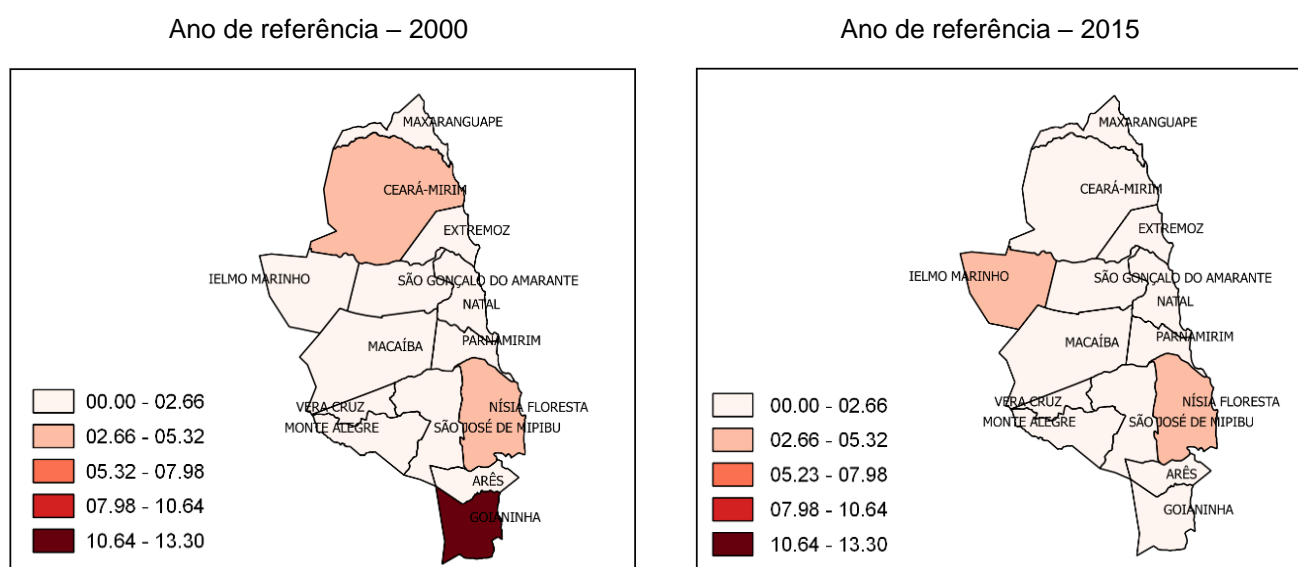 Ano de referência – 2000
MAXARANGUAPE
CEARÁ-MIRIM
EXTREMOZ
IELMO MARINHO
SÃO GONÇALO DO AMARANTE
NATAL
PARNAMIRIM
MACAÍBA
VERA CRUZ
NÍSIA FLORESTA
MONTE ALEGRE
SÃO JOSÉ DE MIPIBU
ARÊS
GOIANINHA
00.00 - 02.66
02.66 - 05.32
05.32 - 07.98
07.98 - 10.64
10.64 - 13.30
Ano de referência – 2015
MAXARANGUAPE
CEARÁ-MIRIM
EXTREMOZ
IELMO MARINHO
SÃO GONÇALO DO AMARANTE
NATAL
PARNAMIRIM
MACAÍBA
VERA CRUZ
NÍSIA FLORESTA
MONTE ALEGRE
SÃO JOSÉ DE MIPIBU
ARÊS
GOIANINHA
00.00 - 02.66
02.66 - 05.32
05.23 - 07.98
07.98 - 10.64
10.64 - 13.30